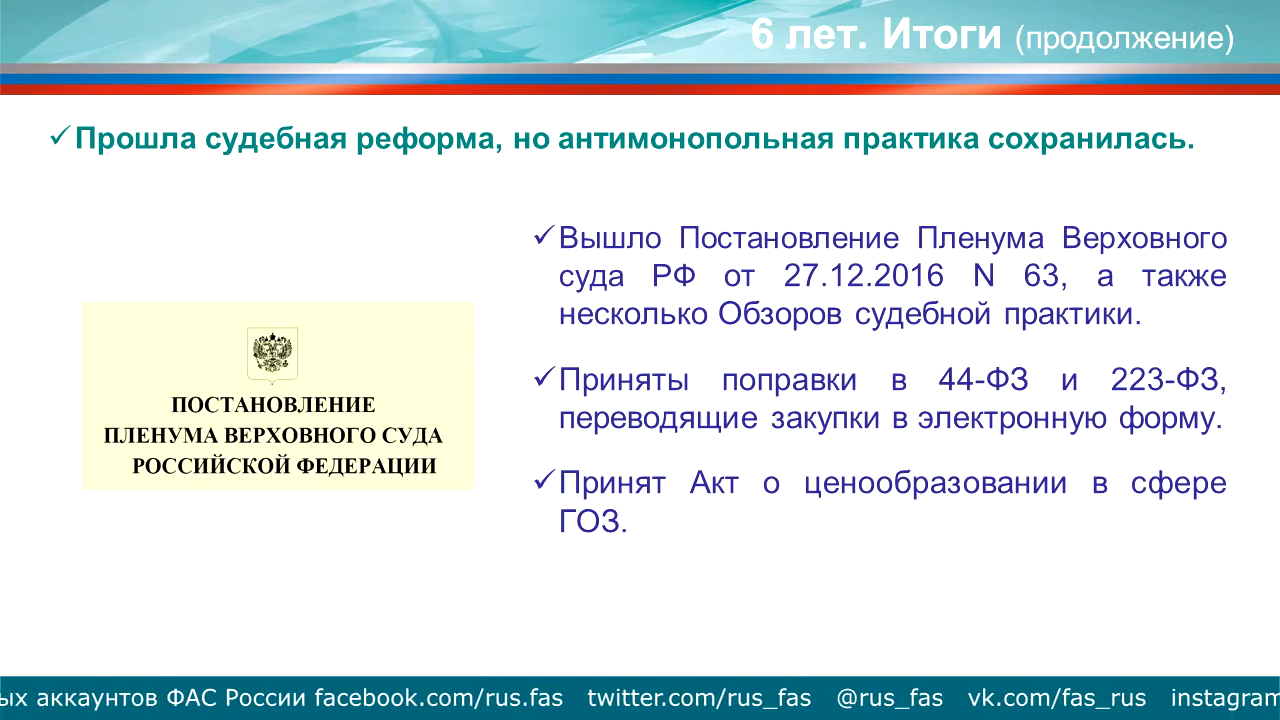 6 лет. Итоги (продолжение)
Прошла судебная реформа, но антимонопольная практика сохранилась.
Вышло Постановление Пленума Верховного
суда РФ от 27.12.2016 N 63, а также
несколько Обзоров судебной практики.
Приняты поправки в 44-ФЗ и 223-ФЗ,
переводящие закупки в электронную форму.
Принят Акт о ценообразовании в сфере
ГОЗ.
ПОСТАНОВЛЕНИЕ
ПЛЕНУМА ВЕРХОВНОГО СУДА
РОССИЙСКОЙ ФЕДЕРАЦИИ
ых аккаунтов ФАС России facebook.com/rus.fas twitter.com/rus_fas @rus_fas vk.com/fas_rus instagram